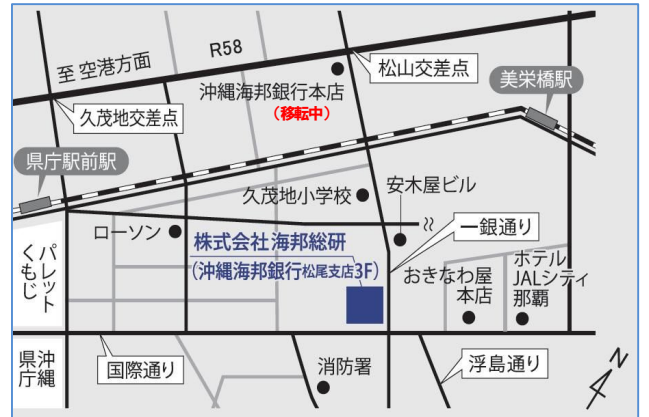 至 空港方面
R58
松山交差点
沖縄海邦銀行本店
(移転中)
美栄橋駅
久茂地交差点
県庁駅前駅
久茂地小学校
安木屋ビル
ローソン
株式会社海邦総研
(沖縄海邦銀行松尾支店3F)
一銀通り
パレット
くもじ
おきなわ屋
本店
ホテル
JALシティ
那覇
沖縄
県庁
国際通り
消防署
浮島通り
N